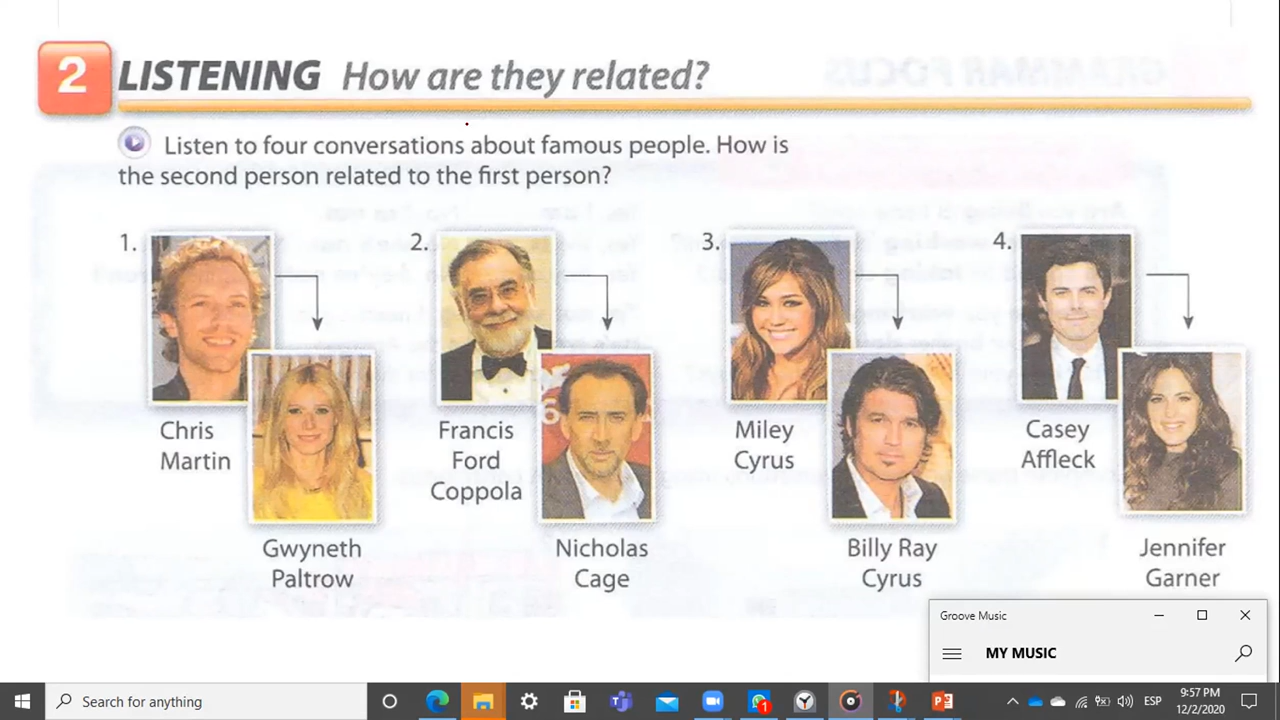 2 LISTENING How are they related?
Listen to four conversations about famous people. How is
the second person related to the first person?
1.
Chris
Martin
Gwyneth
Paltrow
2.
Francis
Ford
Coppola
Nicholas
Cage
3.
Miley
Cyrus
Billy Ray
Cyrus
4.
Casey
Affleck
Jennifer
Garner
Groove Music
MY MUSIC
Search for anything
1
ESP
9:57 PM
12/2/2020